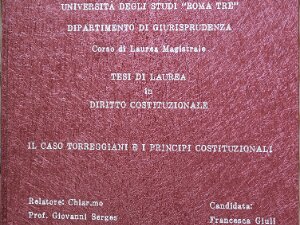 UNIVERSITÀ DEGLI STUDI "ROMA TRE"
DIPARTIMENTO DI GIURISPRUDENZA
Corso di Laurea Magistrale
TESI DI LAUREA
in
DIRITTO COSTITUZIONALE
IL CASO TORREGGIANI E I PRINCIPI COSTITUZIONALI
Relatore: Chiar.mo
Prof. Giovanni Serges
Candidata:
Francesca Giuli